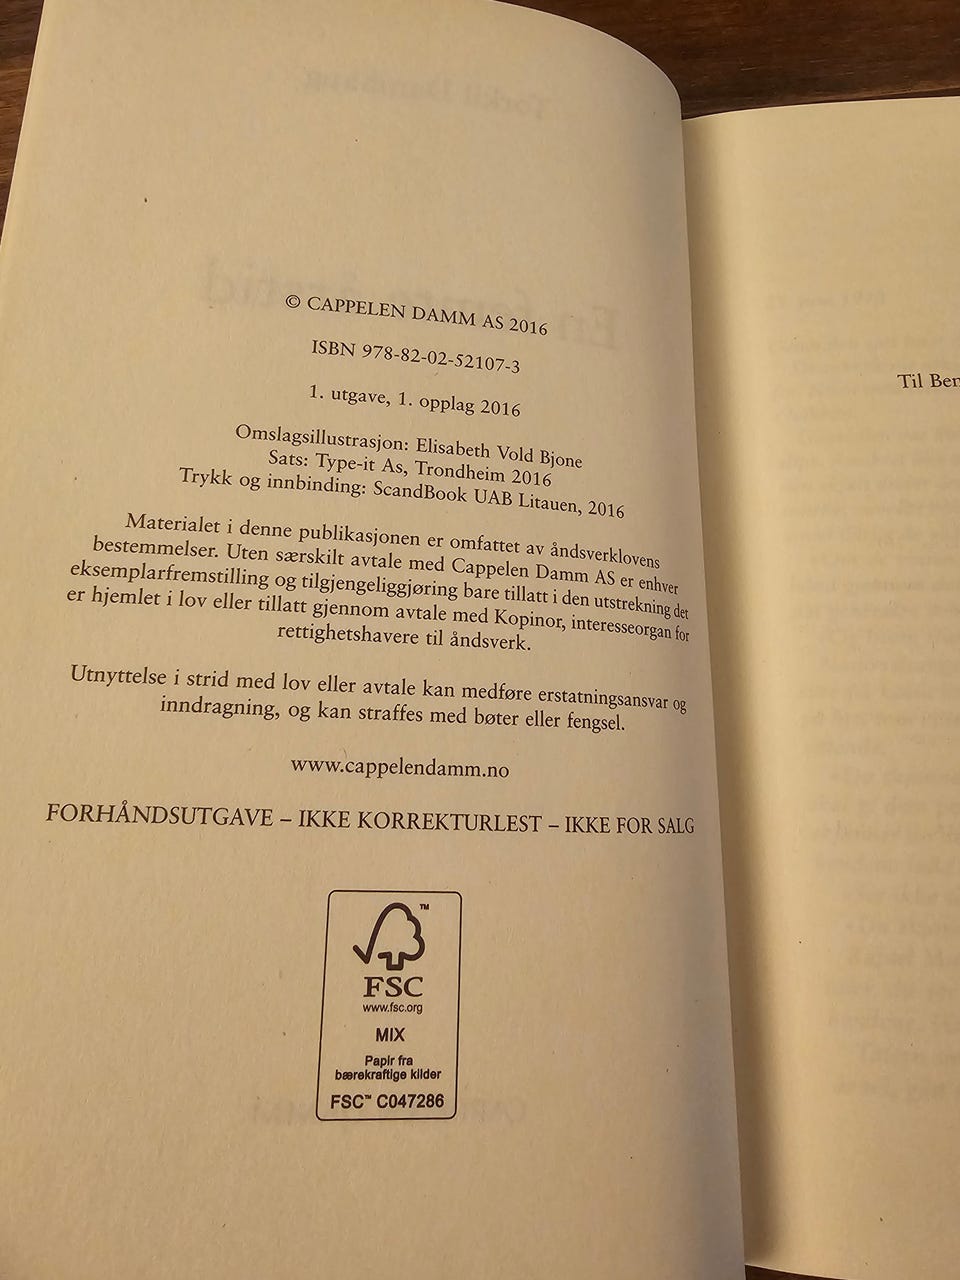 © CAPPELEN DAMM AS 2016
ISBN 978-82-02-52107-3
1. utgave, 1. opplag 2016
Omslagsillustrasjon: Elisabeth Vold Bjone
Sats: Type-it As, Trondheim 2016
Trykk og innbinding: ScandBook UAB Litauen, 2016
Materialet i denne publikasjonen er omfattet av åndsverklovens
bestemmelser. Uten særskilt avtale med Cappelen Damm AS er enhver
eksemplarfremstilling og tilgjengeliggjøring bare tillatt i den utstrekning det
er hjemlet i lov eller tillatt gjennom avtale med Kopinor, interesseorgan for
rettighetshavere til åndsverk.
Utnyttelse i strid med lov eller avtale kan medføre erstatningsansvar og
inndragning, og kan straffes med bøter eller fengsel.
www.cappelendamm.no
FORHÅNDSUTGAVE – IKKE KORREKTURLEST – IKKE FOR SALG
™
FSC
www.fsc.org
MIX
Papir fra
bærekraftige kilder
FSC™ C047286
Til Ben